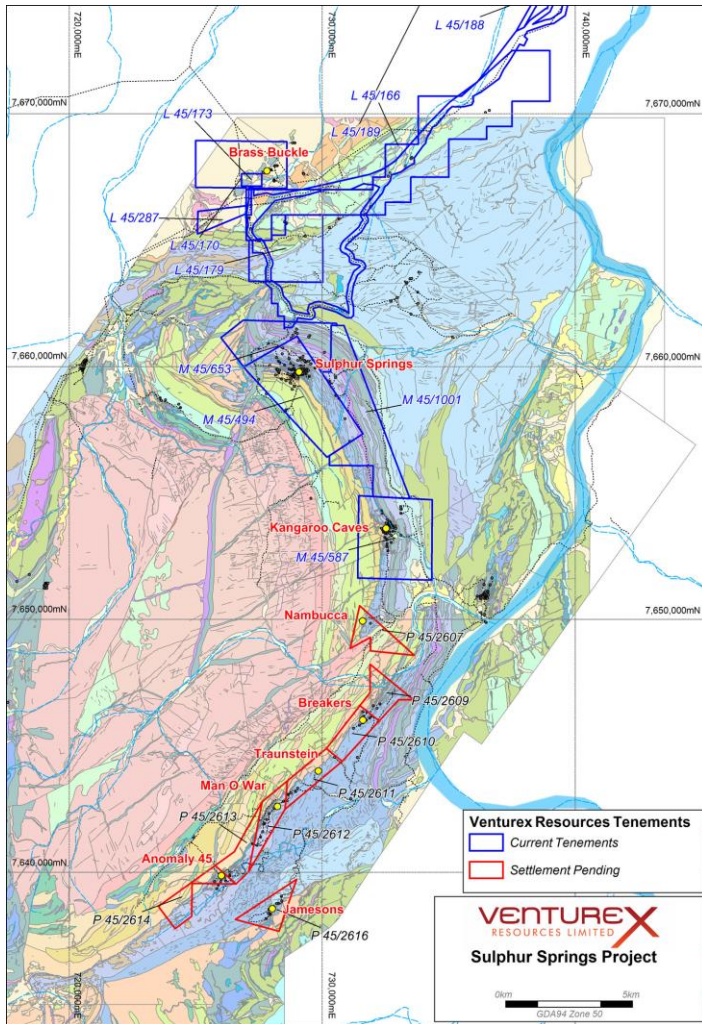 720,000mE
730,000mE
740,000mE
L 45/188
L 45/173
L 45/166
7,670,000mN
7,670,000mN
L 45/189
Brass Buckle
L 45/287
L 45/170
L 45/179
7,660,000mN
7,660,000mN
M 45/653
Sulphur Springs
M 45/494
M 45/1001
Kangaroo Caves
M 45/587
7,650,000mN
7,650,000mN
Nambucca
P 45/2607
Breakers
P 45/2609
P 45/2610
Traunstein
Man O War
P 45/2611
P 45/2613
P 45/2612
Anomaly 45
7,640,000mN
P 45/2614
Jamesons
P 45/2616
720,000mE
730,000mE
Venturex Resources Tenements
Current Tenements
Settlement Pending
VENTUREX
RESOURCES LIMITED
Sulphur Springs Project
0km
5km
GDA94 Zone 50